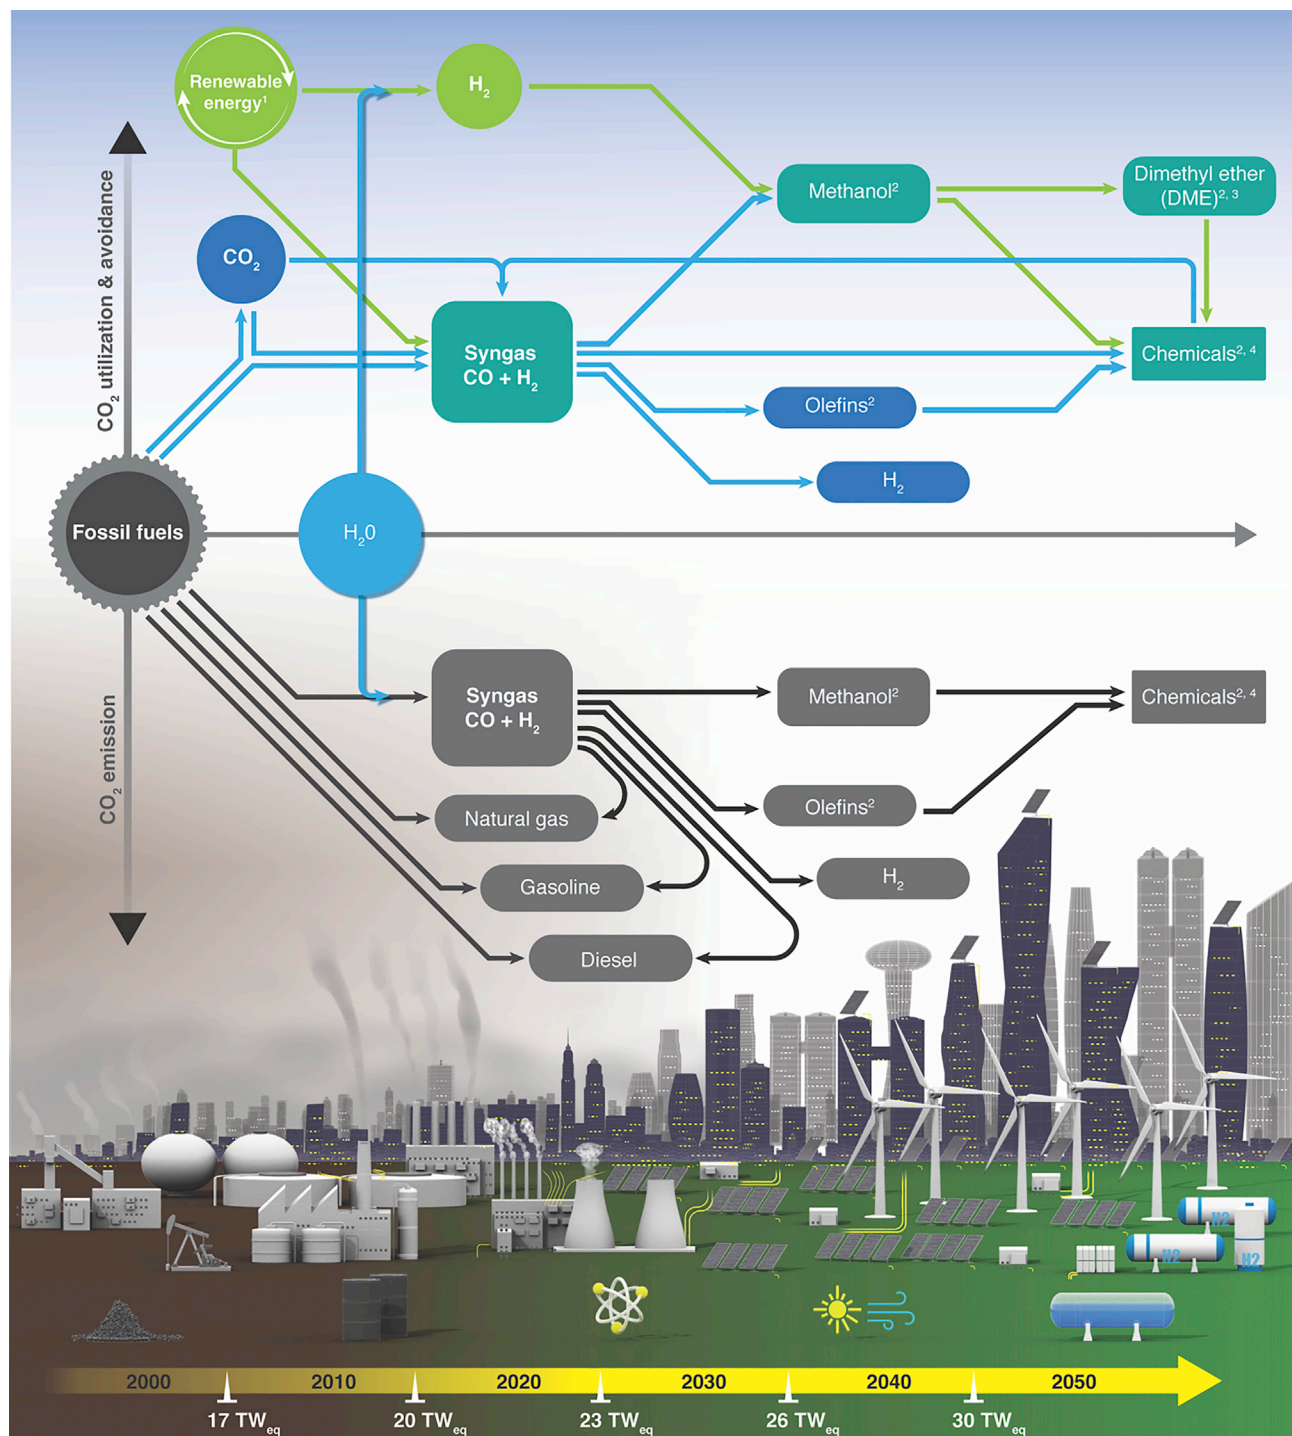 Renewable
energy¹
H₂
Methanol²
Dimethyl ether
(DME)²,³
CO₂ utilization & avoidance
CO₂
Syngas
CO + H₂
Chemicals²,⁴
Olefins²
H₂
Fossil fuels
H₂0
CO₂ emission
Syngas
CO + H₂
Methanol²
Chemicals²,⁴
Natural gas
Olefins²
Gasoline
H₂
Diesel
H2
H2
H2
2000
2010
2020
2030
2040
2050
17 TWeq
20 TWeq
23 TWeq
26 TWeq
30 TWeq